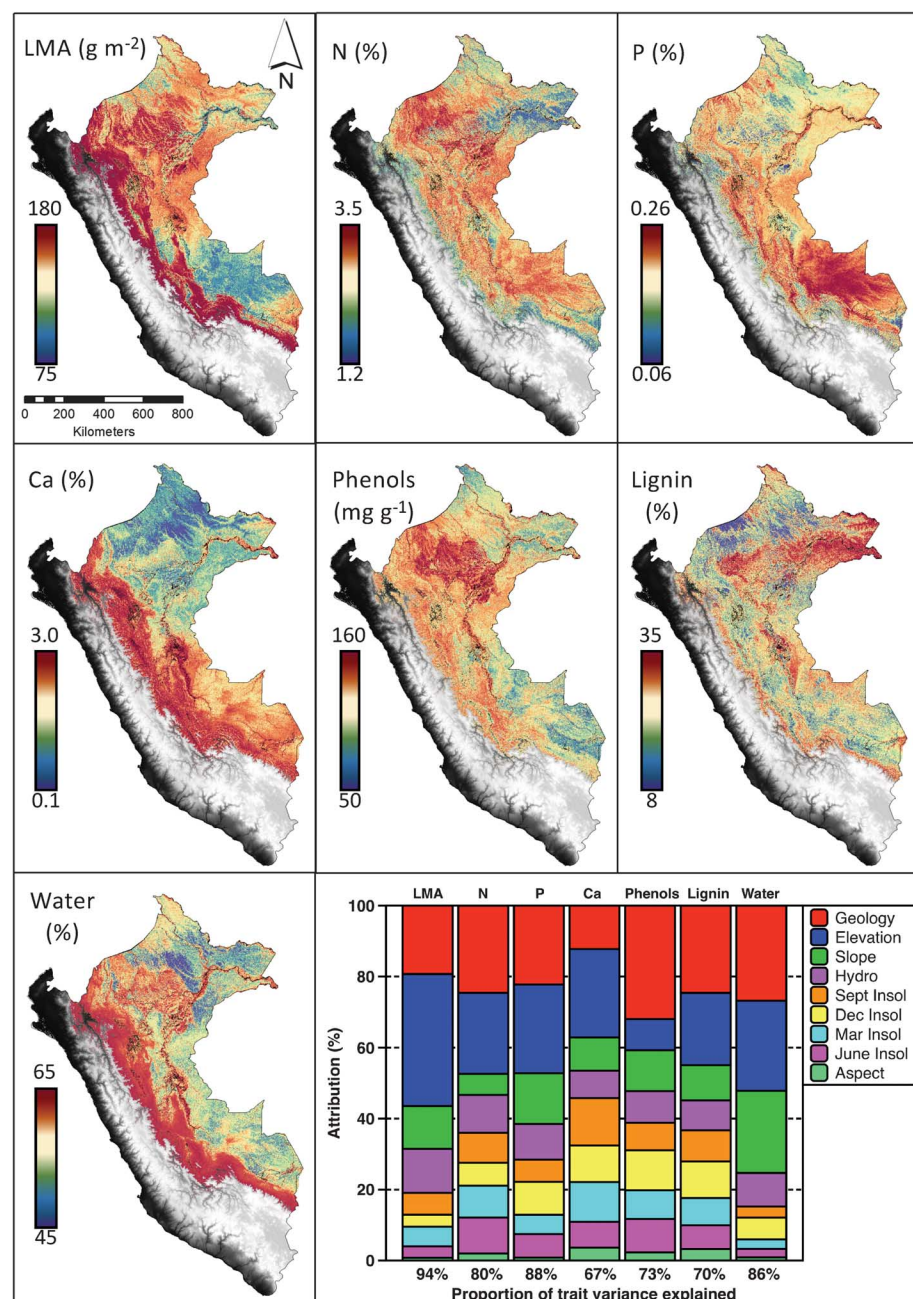 LMA (g m-2)
N
180
75
0 200 400 600 800
Kilometers
N (%)
3.5
1.2
P (%)
0.26
0.06
Ca (%)
3.0
0.1
Phenols
(mg g-1)
160
50
Lignin
(%)
35
8
Water
(%)
65
45
LMA N P Ca Phenols Lignin Water
100
80
60
40
20
0
Attribution (%)
94% 80% 88% 67% 73% 70% 86%
Proportion of trait variance explained
Geology
Elevation
Slope
Hydro
Sept Insol
Dec Insol
Mar Insol
June Insol
Aspect